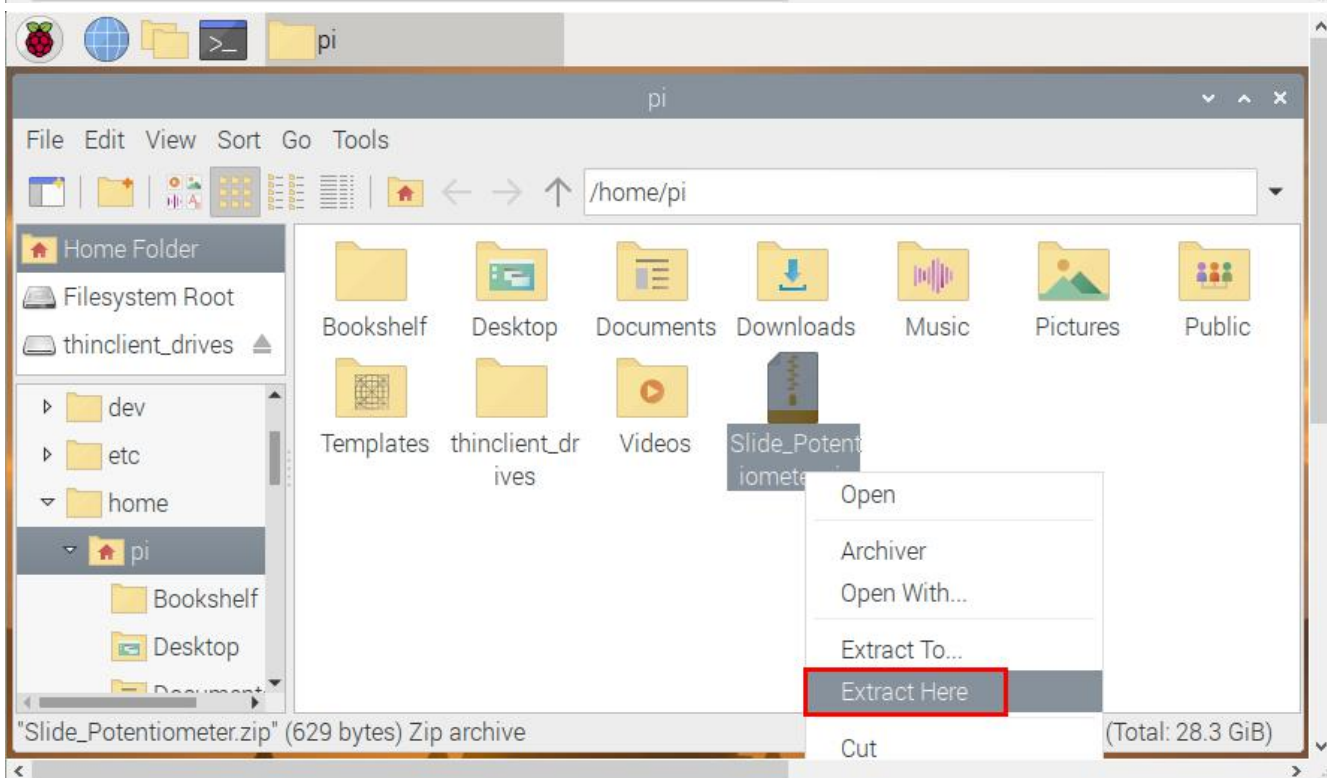 pi
pi
File Edit View Sort Go Tools
/home/pi
Home Folder
Filesystem Root
thinclient_drives
dev
etc
home
pi
Bookshelf
Desktop
Bookshelf Desktop Documents Downloads Music Pictures Public
Templates thinclient_dr Videos Slide_Potent
ives
Open
Archiver
Open With...
Extract To...
Extract Here
Cut
"Slide_Potentiometer.zip" (629 bytes) Zip archive (Total: 28.3 GiB)